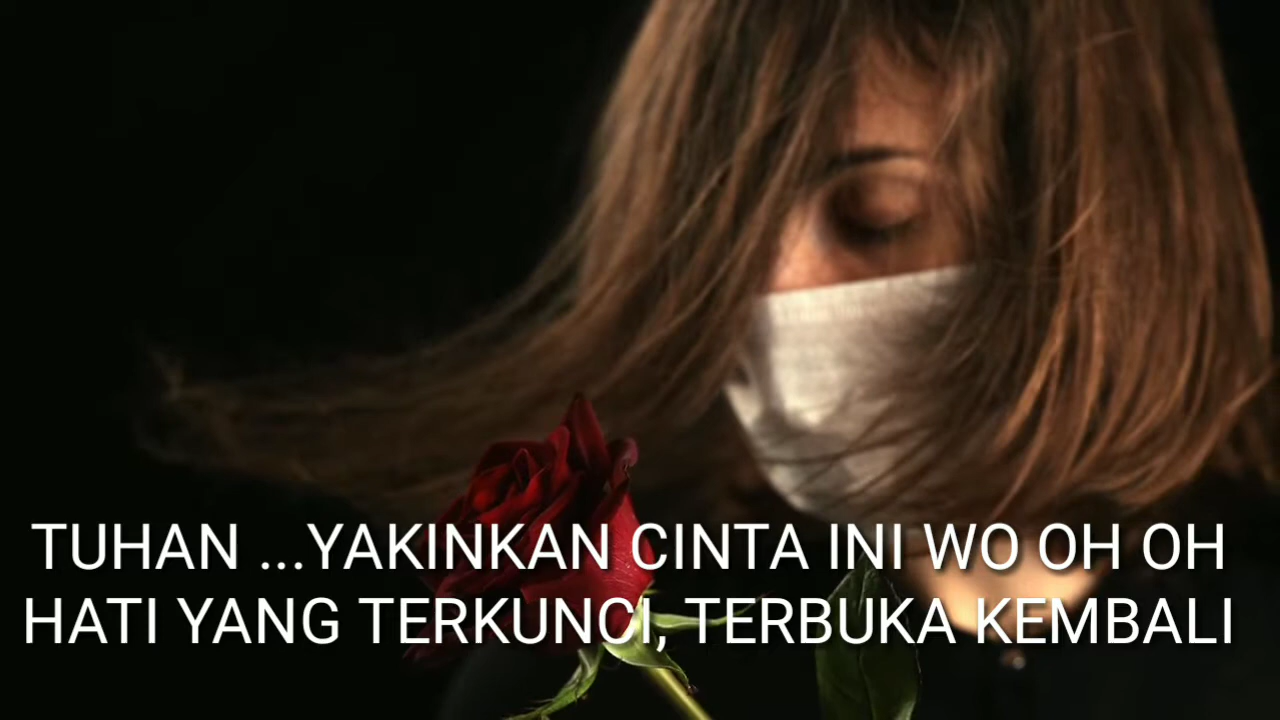 TUHAN ...YAKINKAN CINTA INI WO OH OH
HATI YANG TERKUNCI, TERBUKA KEMBALI